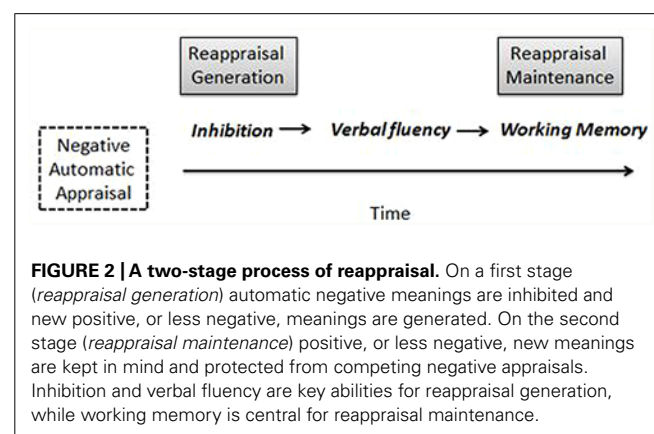 Reappraisal
Generation
Reappraisal
Maintenance
Negative
Automatic
Appraisal
Inhibition → Verbal fluency → Working Memory
Time
FIGURE 2 | A two-stage process of reappraisal. On a first stage
(reappraisal generation) automatic negative meanings are inhibited and
new positive, or less negative, meanings are generated. On the second
stage (reappraisal maintenance) positive, or less negative, new meanings
are kept in mind and protected from competing negative appraisals.
Inhibition and verbal fluency are key abilities for reappraisal generation,
while working memory is central for reappraisal maintenance.